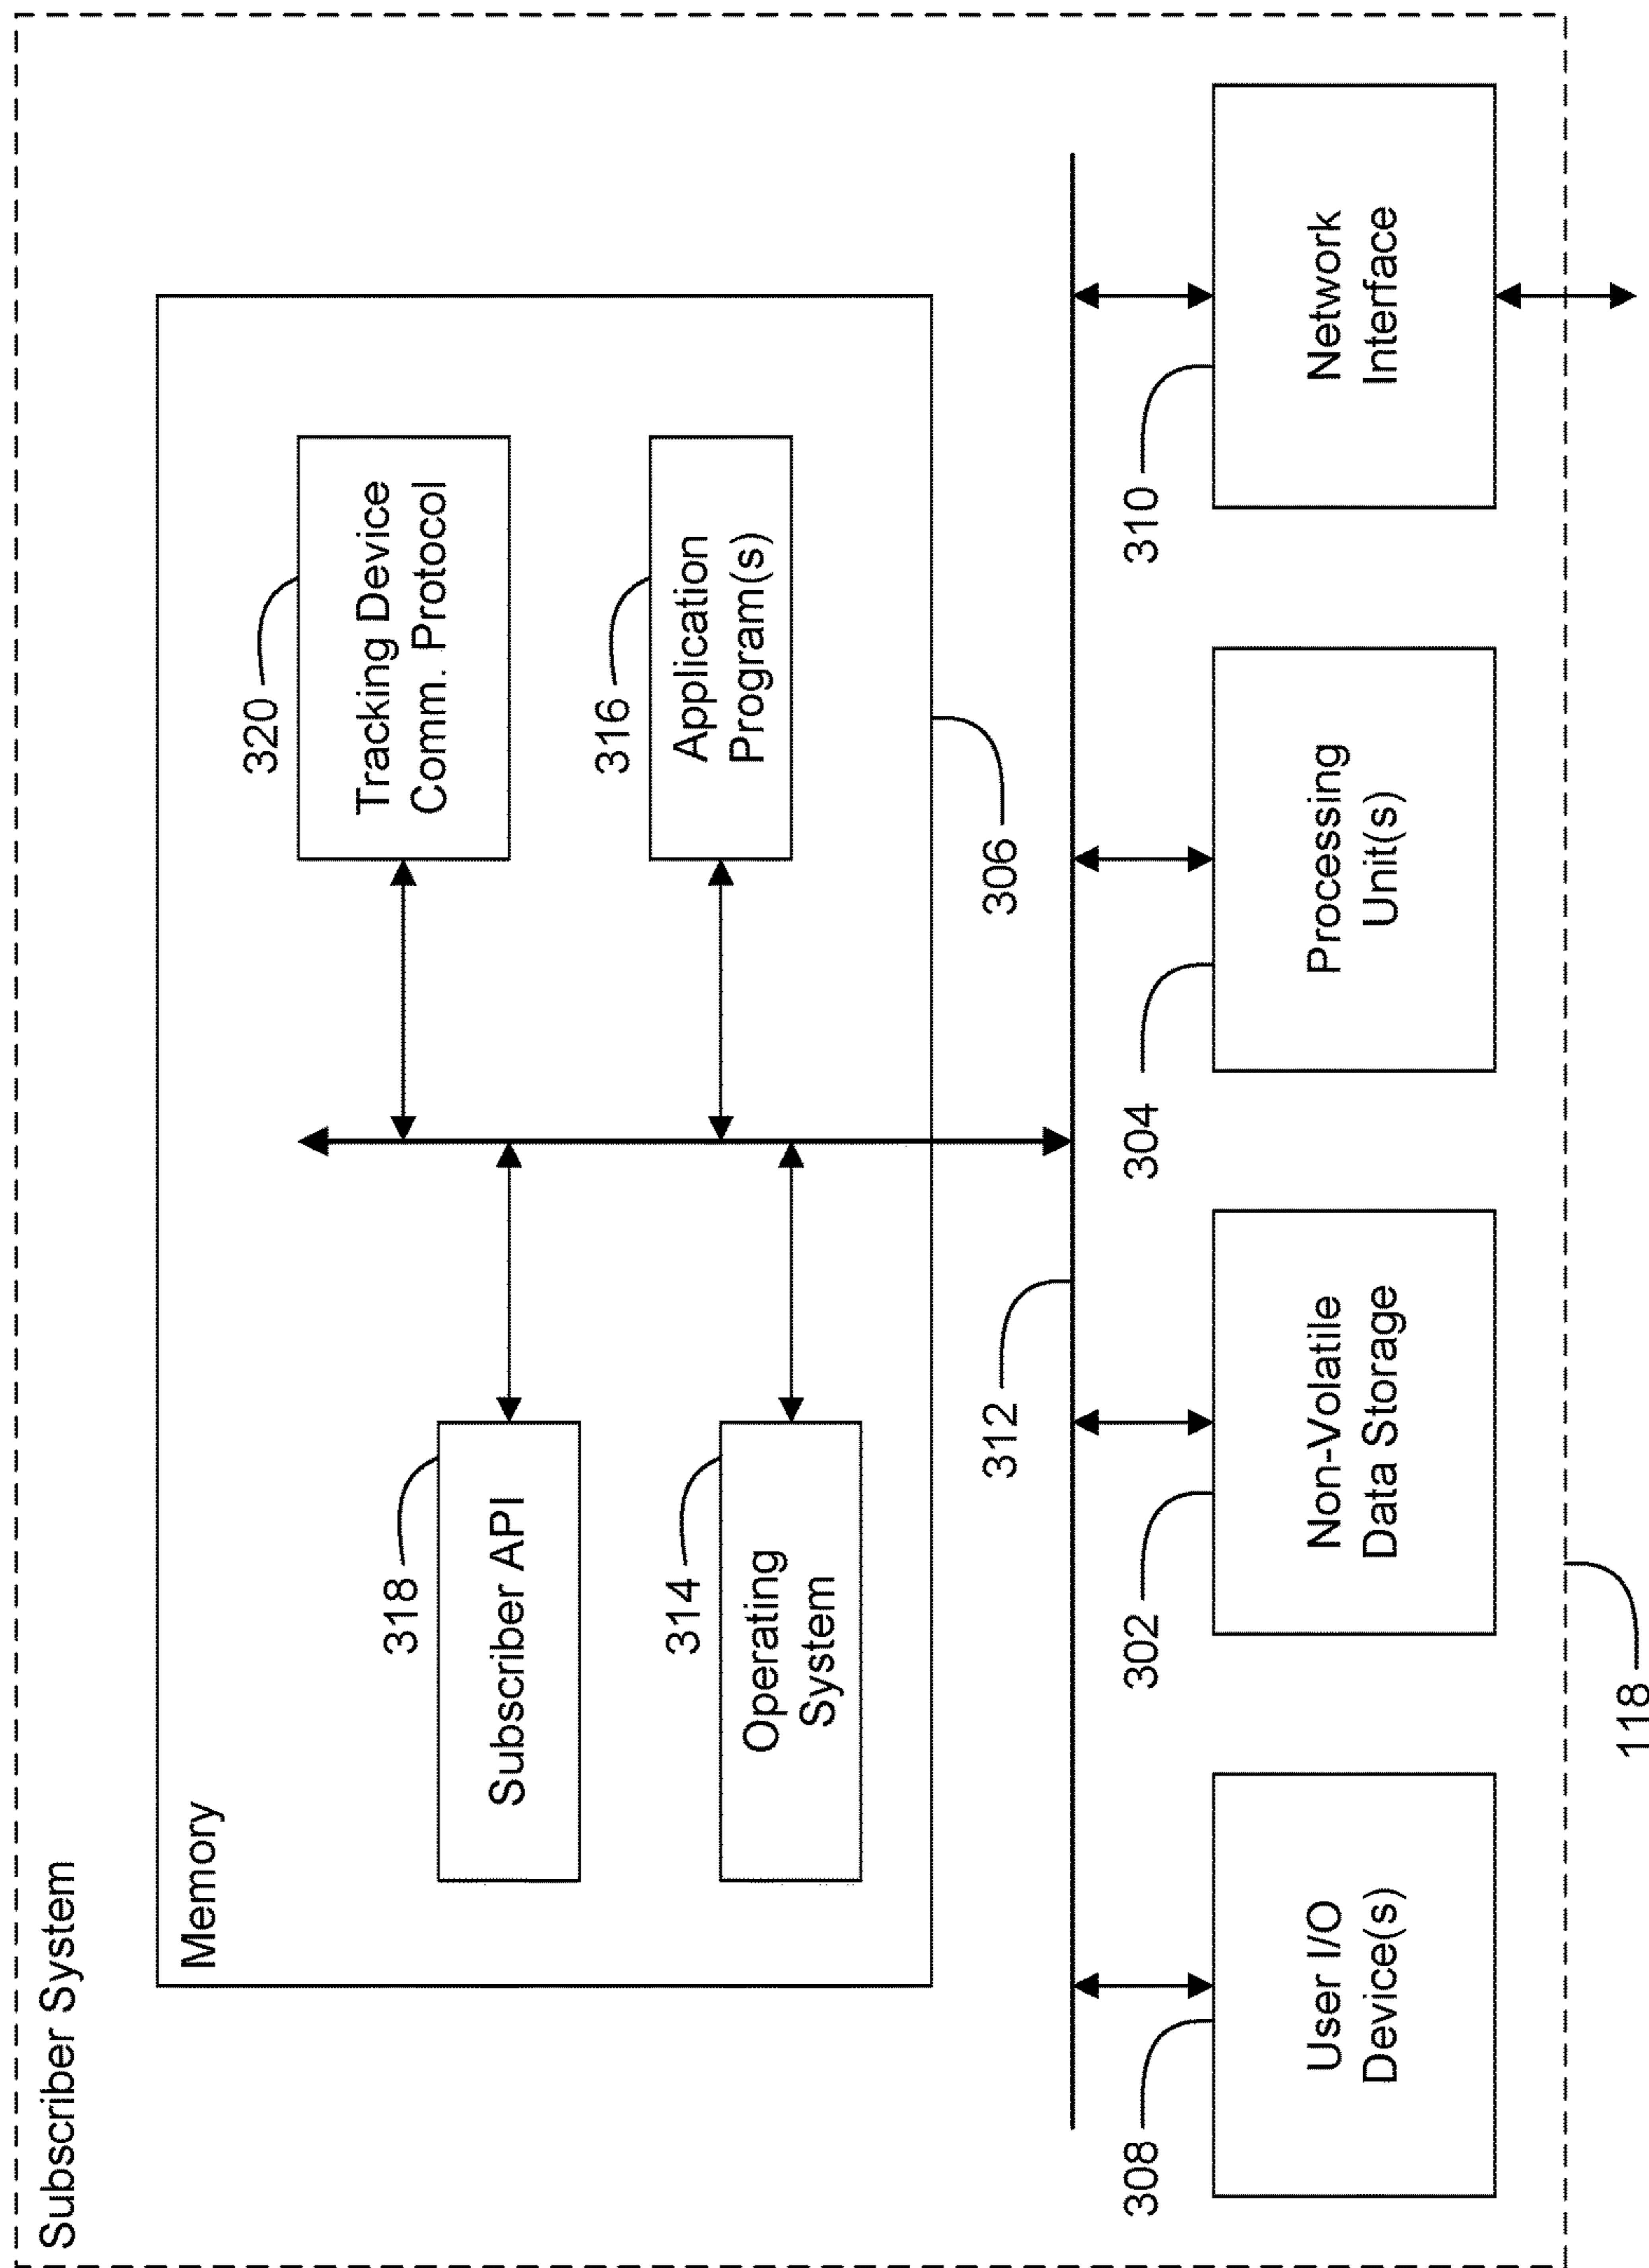 Subscriber System
Memory
320
Tracking Device
Comm. Protocol
318
Subscriber API
316
Application
Program(s)
314
Operating
System
306
312
308
User I/O
Device(s)
302
Non-Volatile
Data Storage
304
Processing
Unit(s)
310
Network
Interface
118